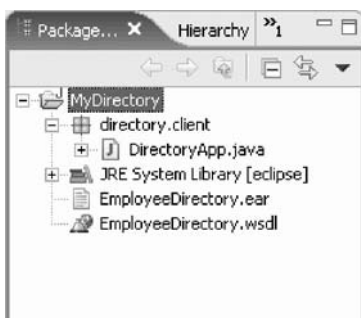 Package... Hierarchy »1
MyDirectory
directory.client
DirectoryApp.java
JRE System Library [eclipse]
EmployeeDirectory.ear
EmployeeDirectory.wsdl